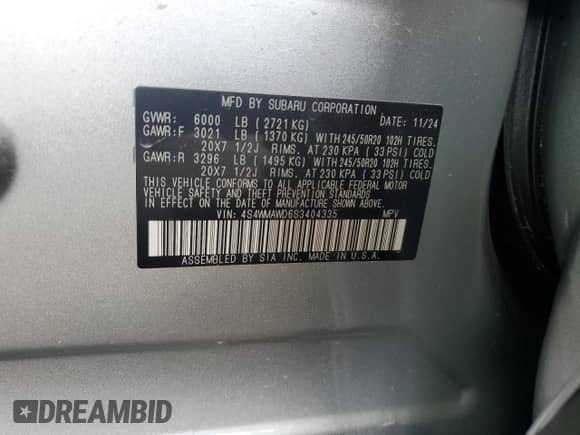 MFD BY SUBARU CORPORATION
GVWR: 6000 LB ( 2721 KG) DATE: 11/24
GAWR:F 3021 LB ( 1370 KG) WITH 245/50R20 102H TIRES.
20X7 1/2J RIMS. AT 230 KPA ( 33 PSI) COLD
GAWR:R 3296 LB ( 1495 KG) WITH 245/50R20 102H TIRES.
20X7 1/2J RIMS. AT 230 KPA ( 33 PSI) COLD
THIS VEHICLE CONFORMS TO ALL APPLICABLE FEDERAL MOTOR
VEHICLE SAFETY AND THEFT PREVENTION STANDARDS IN EFFECT
ON THE DATE OF MANUFACTURE SHOWN ABOVE.
VIN: 4S4WMAWD6S3404335 MPV
ASSEMBLED BY SIA INC. MADE IN U.S.A.
DREAMBID